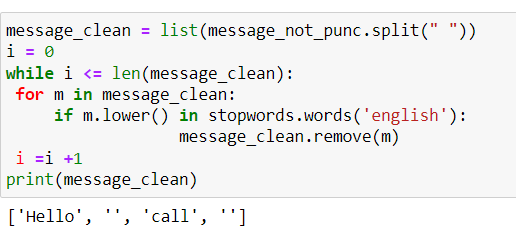 message_clean = list(message_not_punc.split(" "))
i = 0
while i <= len(message_clean):
 for m in message_clean:
     if m.lower() in stopwords.words('english'):
                 message_clean.remove(m)
 i =i +1
print(message_clean)
['Hello', '', 'call', '']